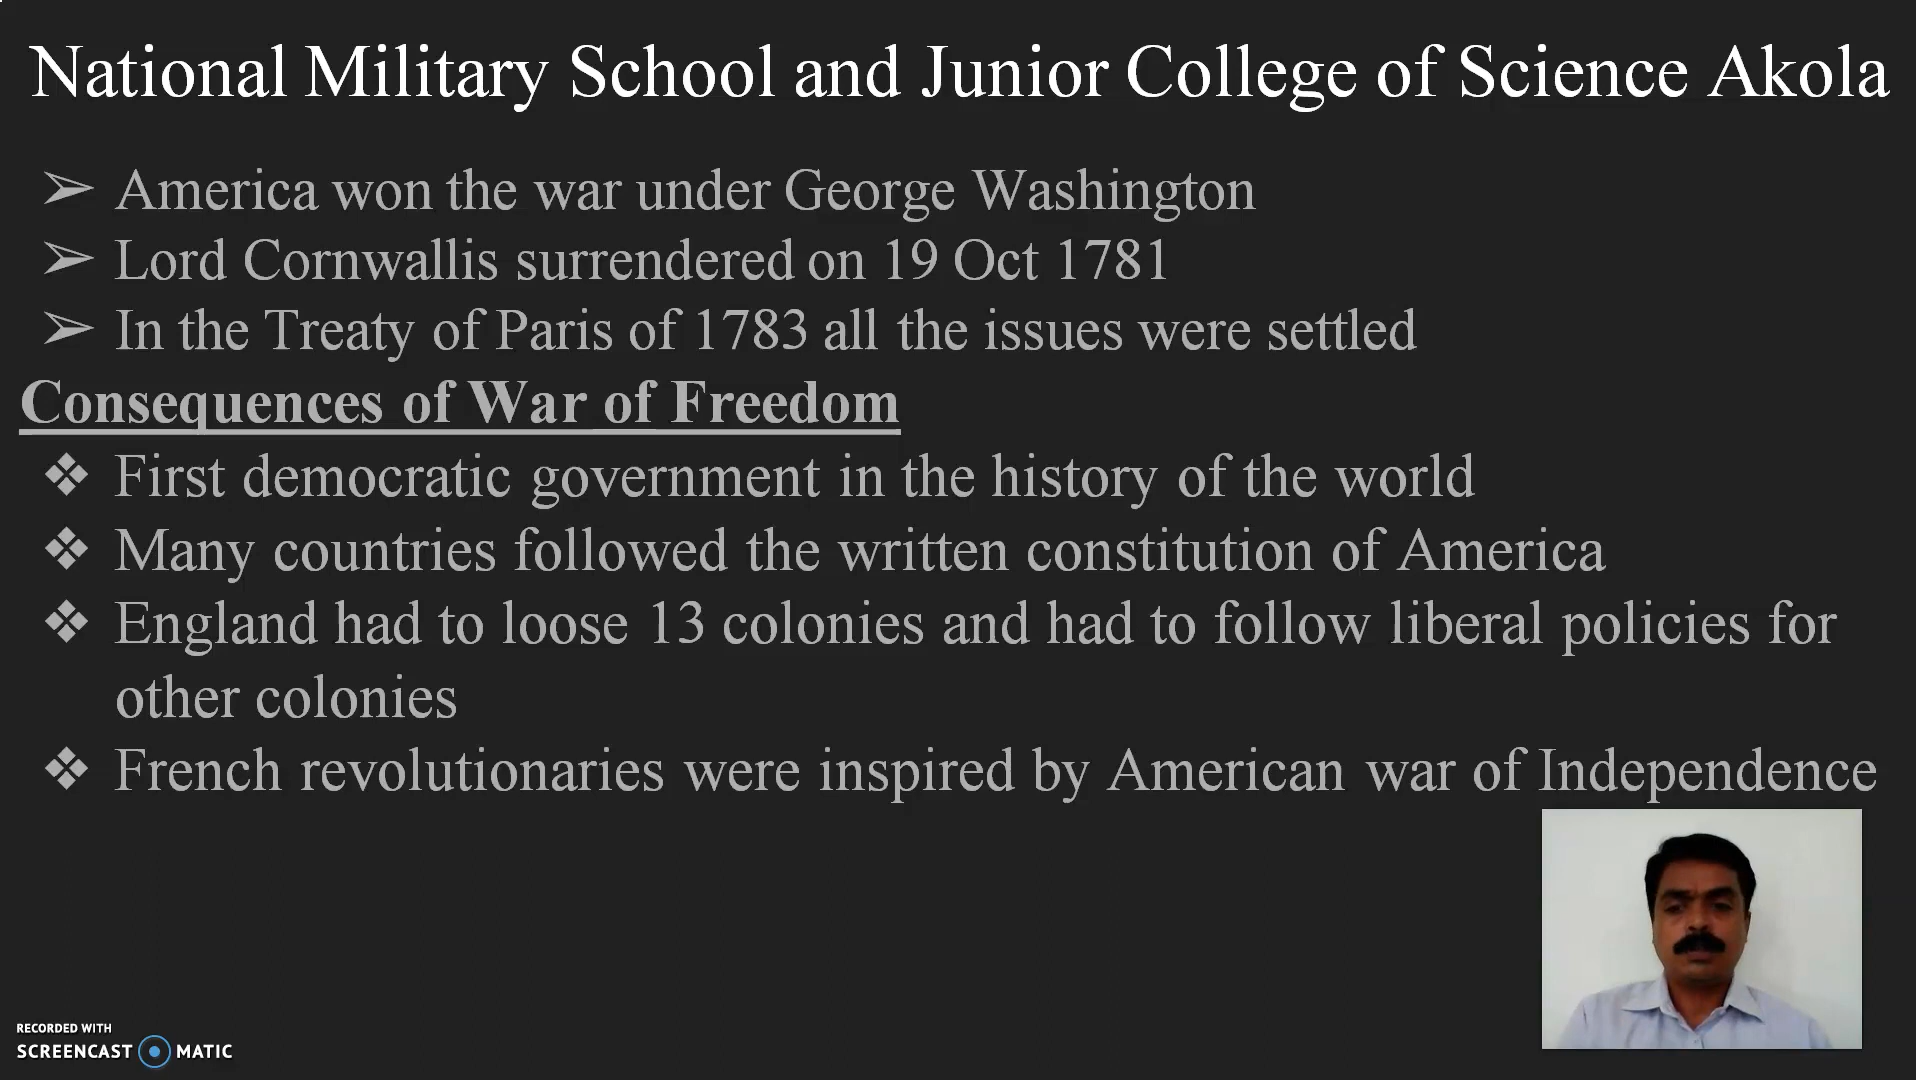 National Military School and Junior College of Science Akola
➢ America won the war under George Washington
➢ Lord Cornwallis surrendered on 19 Oct 1781
➢ In the Treaty of Paris of 1783 all the issues were settled
Consequences of War of Freedom
❖ First democratic government in the history of the world
❖ Many countries followed the written constitution of America
❖ England had to loose 13 colonies and had to follow liberal policies for
other colonies
❖ French revolutionaries were inspired by American war of Independence
RECORDED WITH
SCREENCAST MATIC